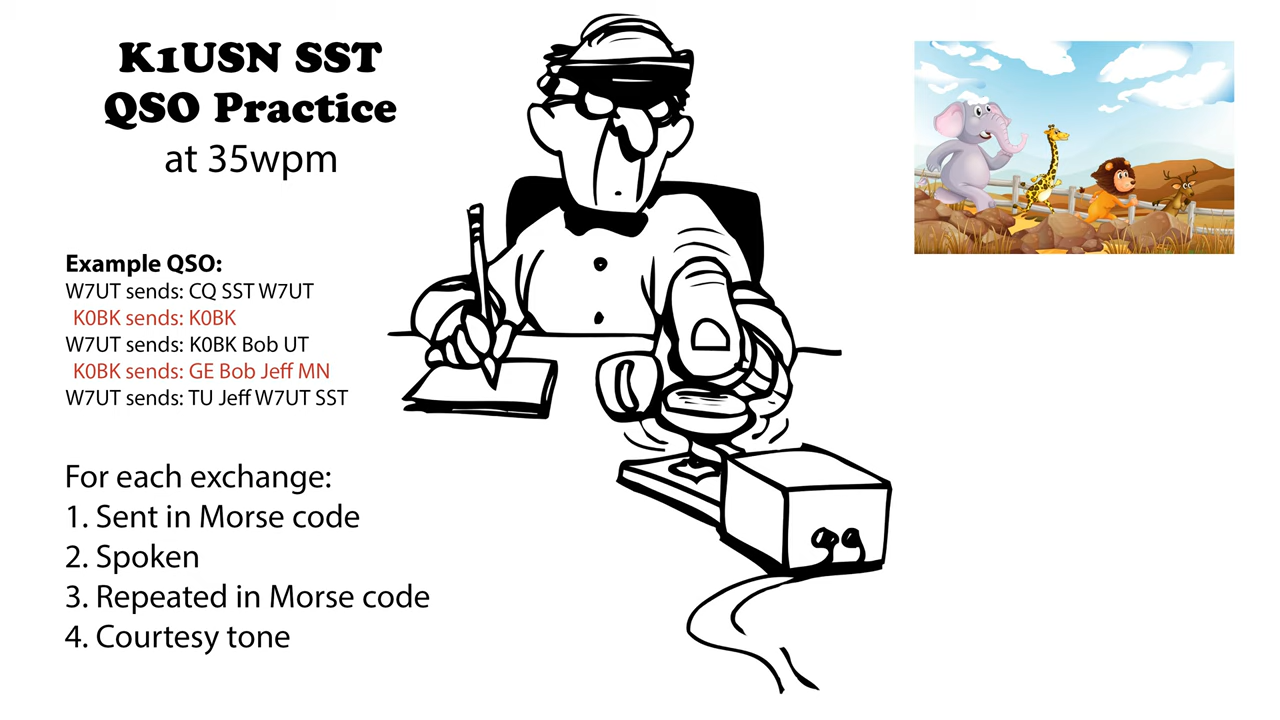 K1USN SST
QSO Practice
at 35wpm
Example QSO:
W7UT sends: CQ SST W7UT
K0BK sends: K0BK
W7UT sends: K0BK Bob UT
K0BK sends: GE Bob Jeff MN
W7UT sends: TU Jeff W7UT SST
For each exchange:
1. Sent in Morse code
2. Spoken
3. Repeated in Morse code
4. Courtesy tone